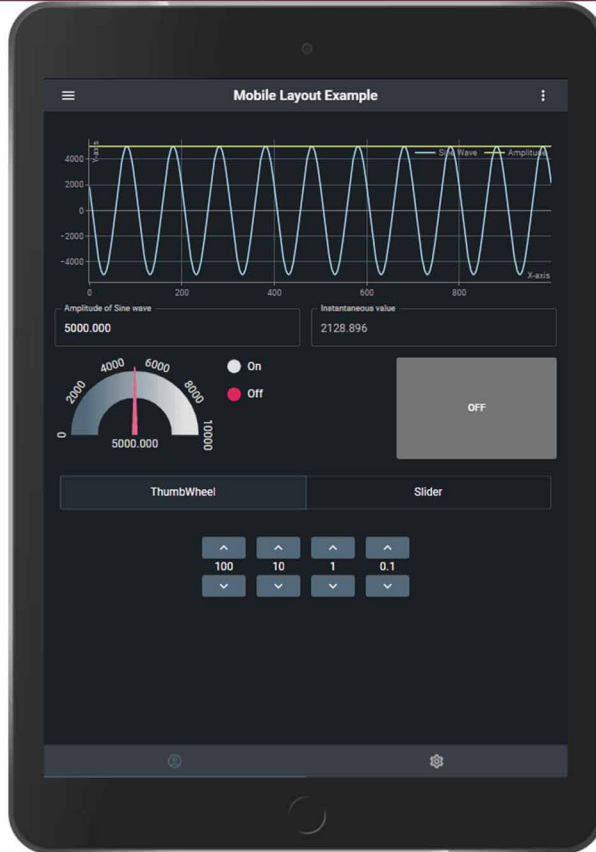 Mobile Layout Example
Y-axis
Sine Wave Amplitude
4000
2000
0
-2000
-4000
X-axis
0 200 400 600 800
Amplitude of Sine wave
5000.000
Instantaneous value
2128.896
0 2000 4000 6000 8000 10000
5000.000
On
Off
OFF
ThumbWheel Slider
100 10 1 0.1